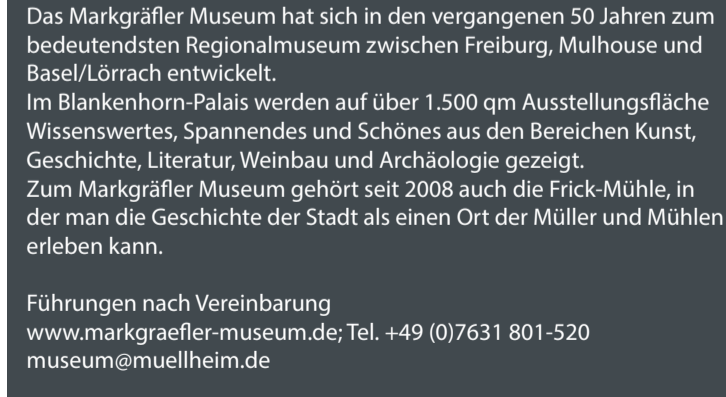 Das Markgräfler Museum hat sich in den vergangenen 50 Jahren zum
bedeutendsten Regionalmuseum zwischen Freiburg, Mulhouse und
Basel/Lörrach entwickelt.
Im Blankenhorn-Palais werden auf über 1.500 qm Ausstellungsfläche
Wissenswertes, Spannendes und Schönes aus den Bereichen Kunst,
Geschichte, Literatur, Weinbau und Archäologie gezeigt.
Zum Markgräfler Museum gehört seit 2008 auch die Frick-Mühle, in
der man die Geschichte der Stadt als einen Ort der Müller und Mühlen
erleben kann.

Führungen nach Vereinbarung
www.markgraefler-museum.de; Tel. +49 (0)7631 801-520
museum@muellheim.de